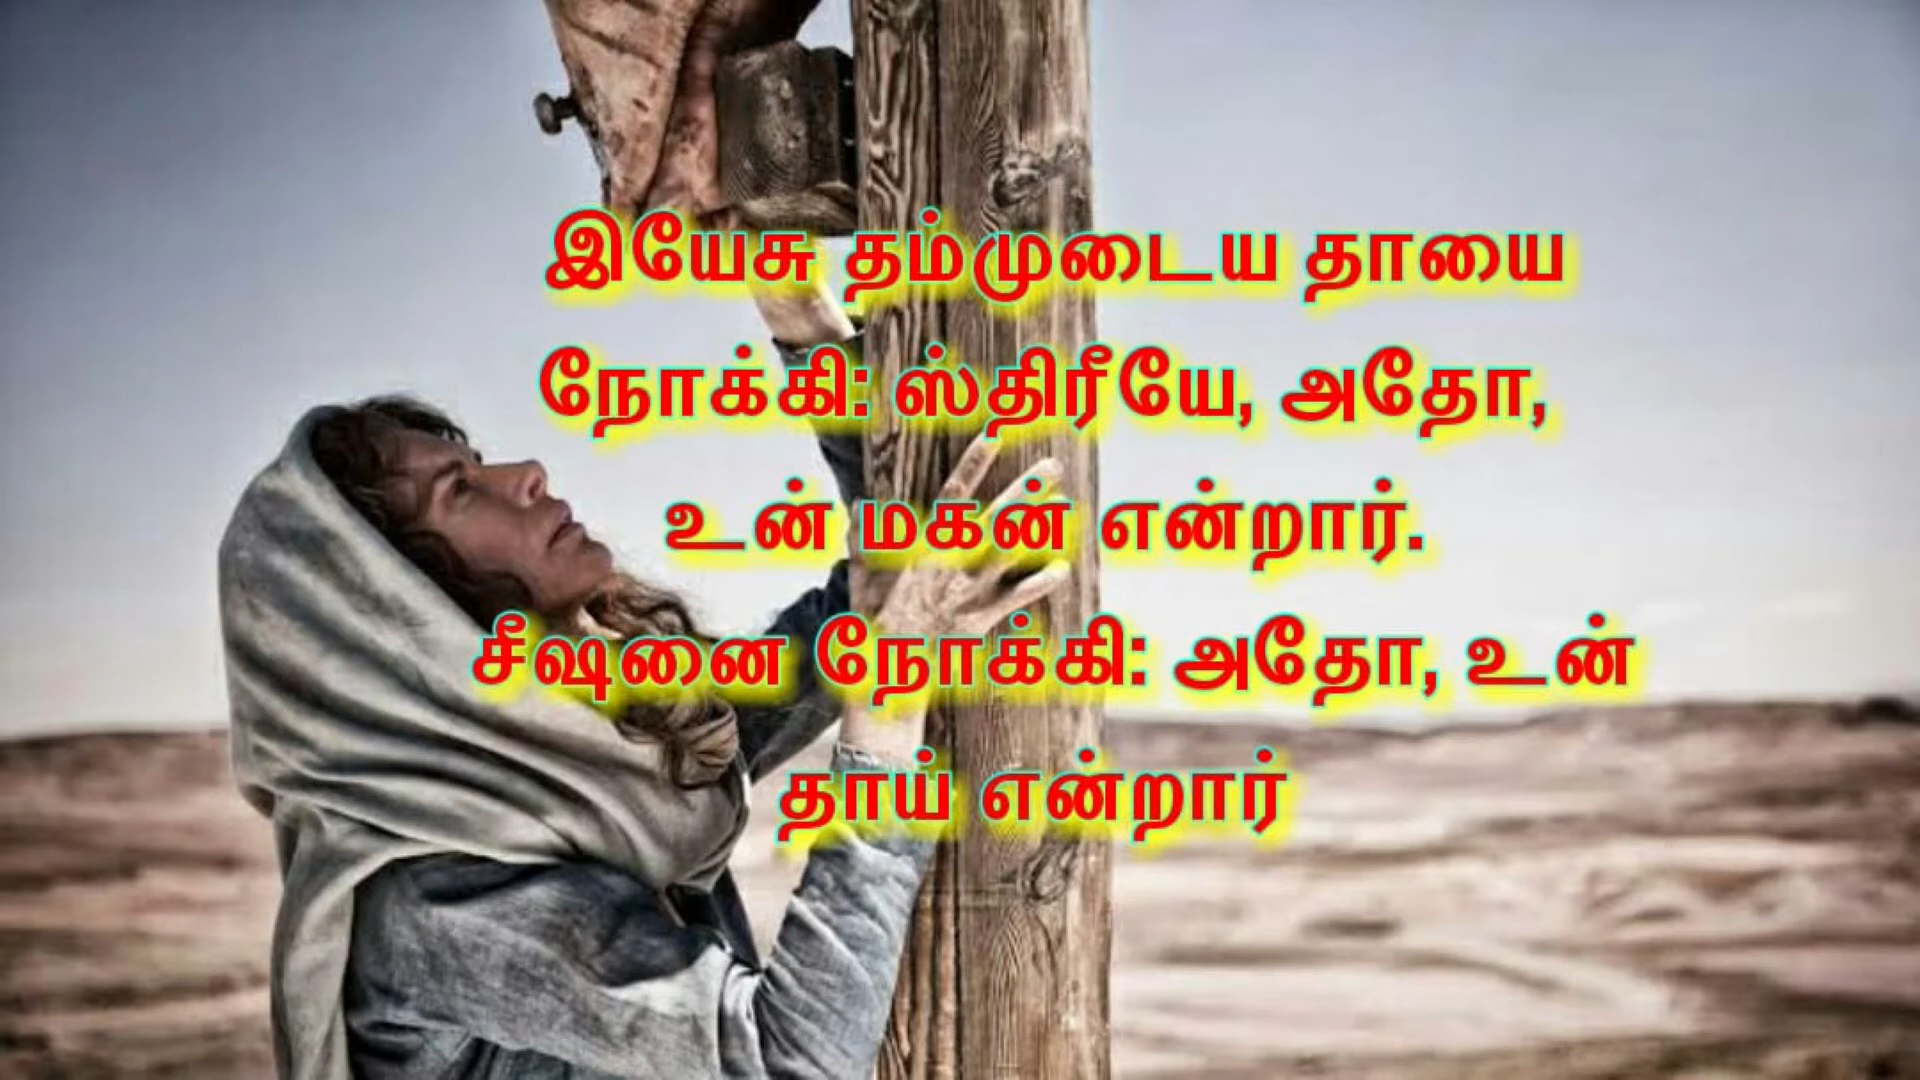 இயேசு தம்முடைய தாயை
நோக்கி: ஸ்திரீயே, அதோ,
உன் மகன் என்றார்.
சீஷனை நோக்கி: அதோ, உன்
தாய் என்றார்